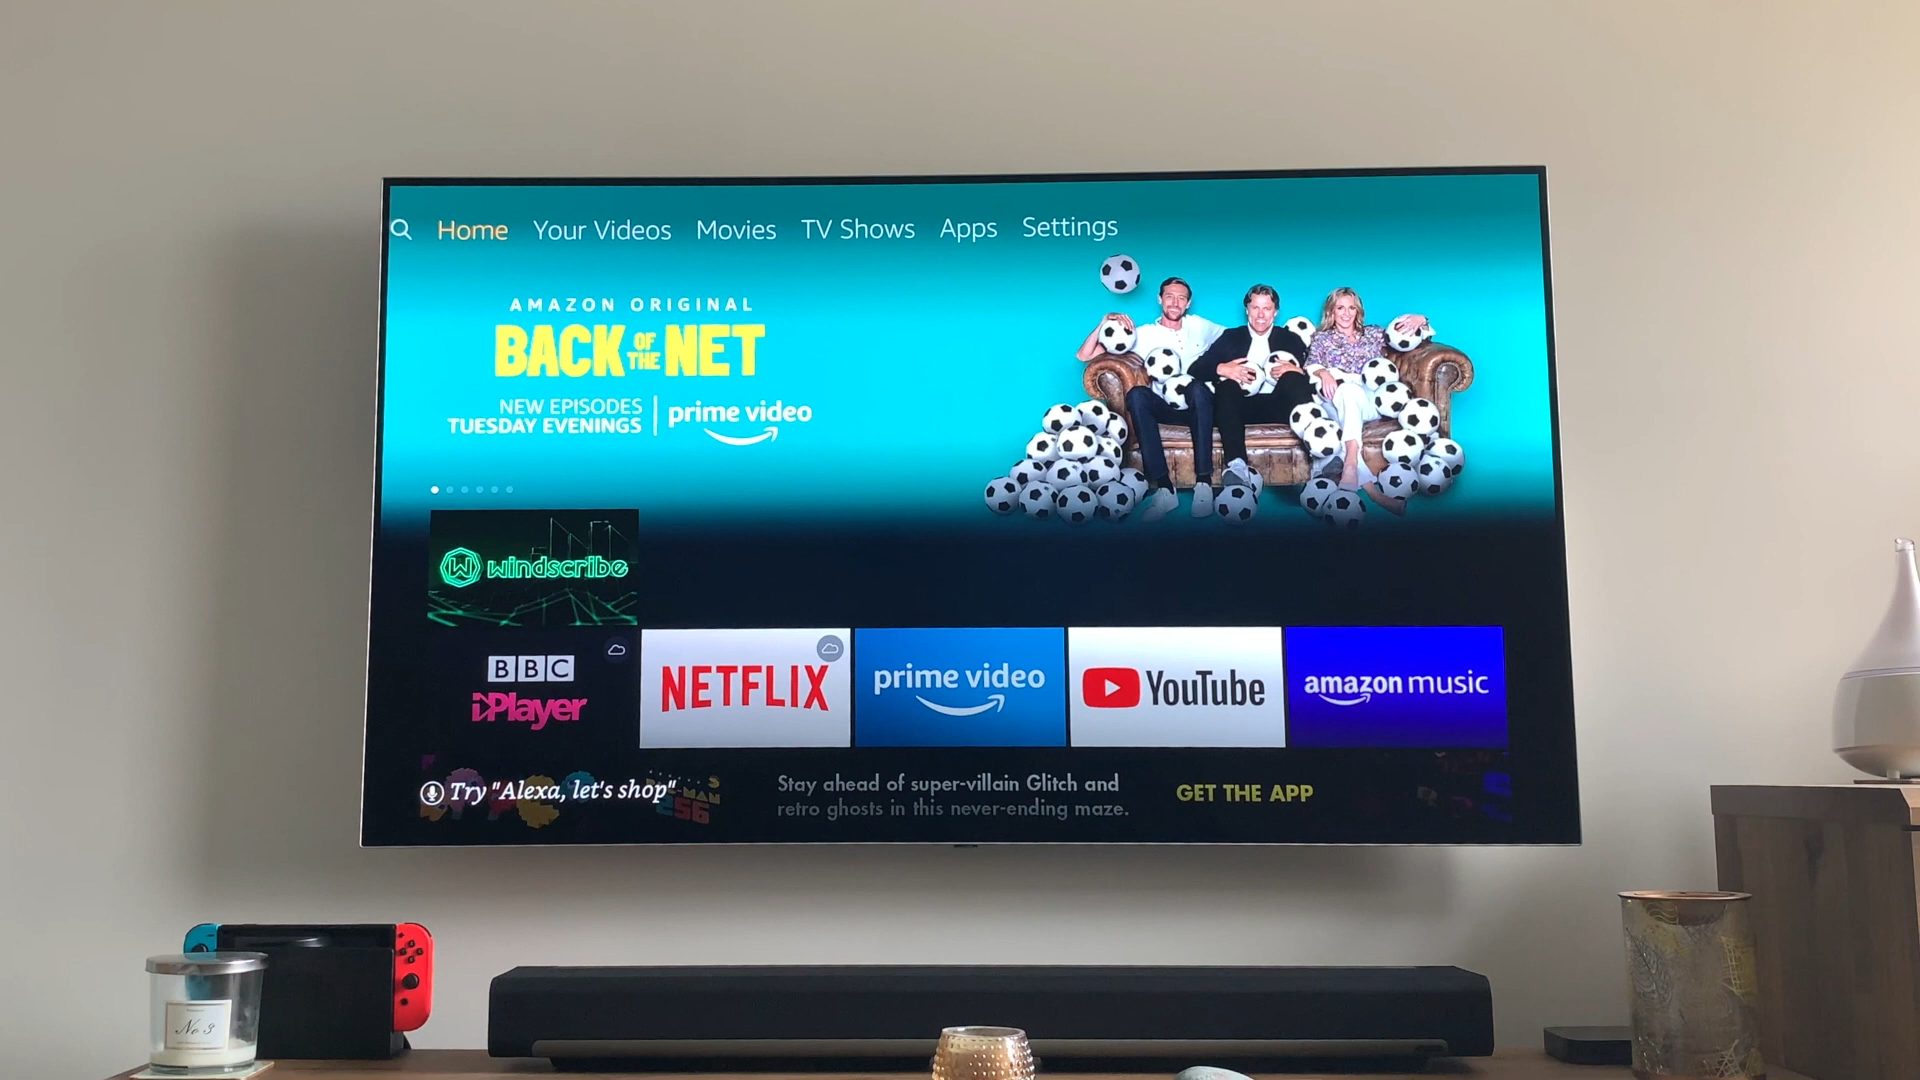 Home Your Videos Movies TV Shows Apps Settings
AMAZON ORIGINAL
BACK OF THE NET
NEW EPISODES
TUESDAY EVENINGS
prime video
windscribe
BBC
iPlayer
NETFLIX
prime video
YouTube
amazon music
Try "Alexa, let's shop"
Stay ahead of super-villain Glitch and
retro ghosts in this never-ending maze.
GET THE APP
No 3